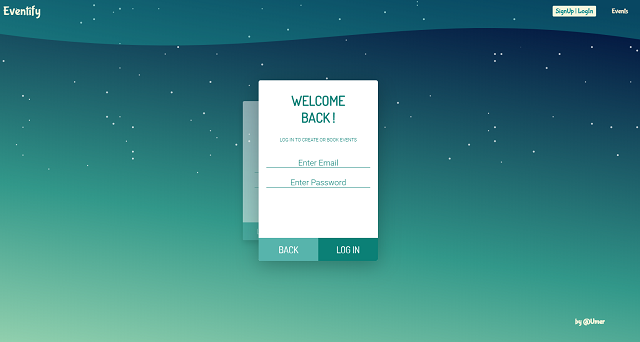 Eventify
SignUp | LogIn
Events
WELCOME
BACK !
LOG IN TO CREATE OR BOOK EVENTS
Enter Email
Enter Password
BACK
LOG IN
by @Umer